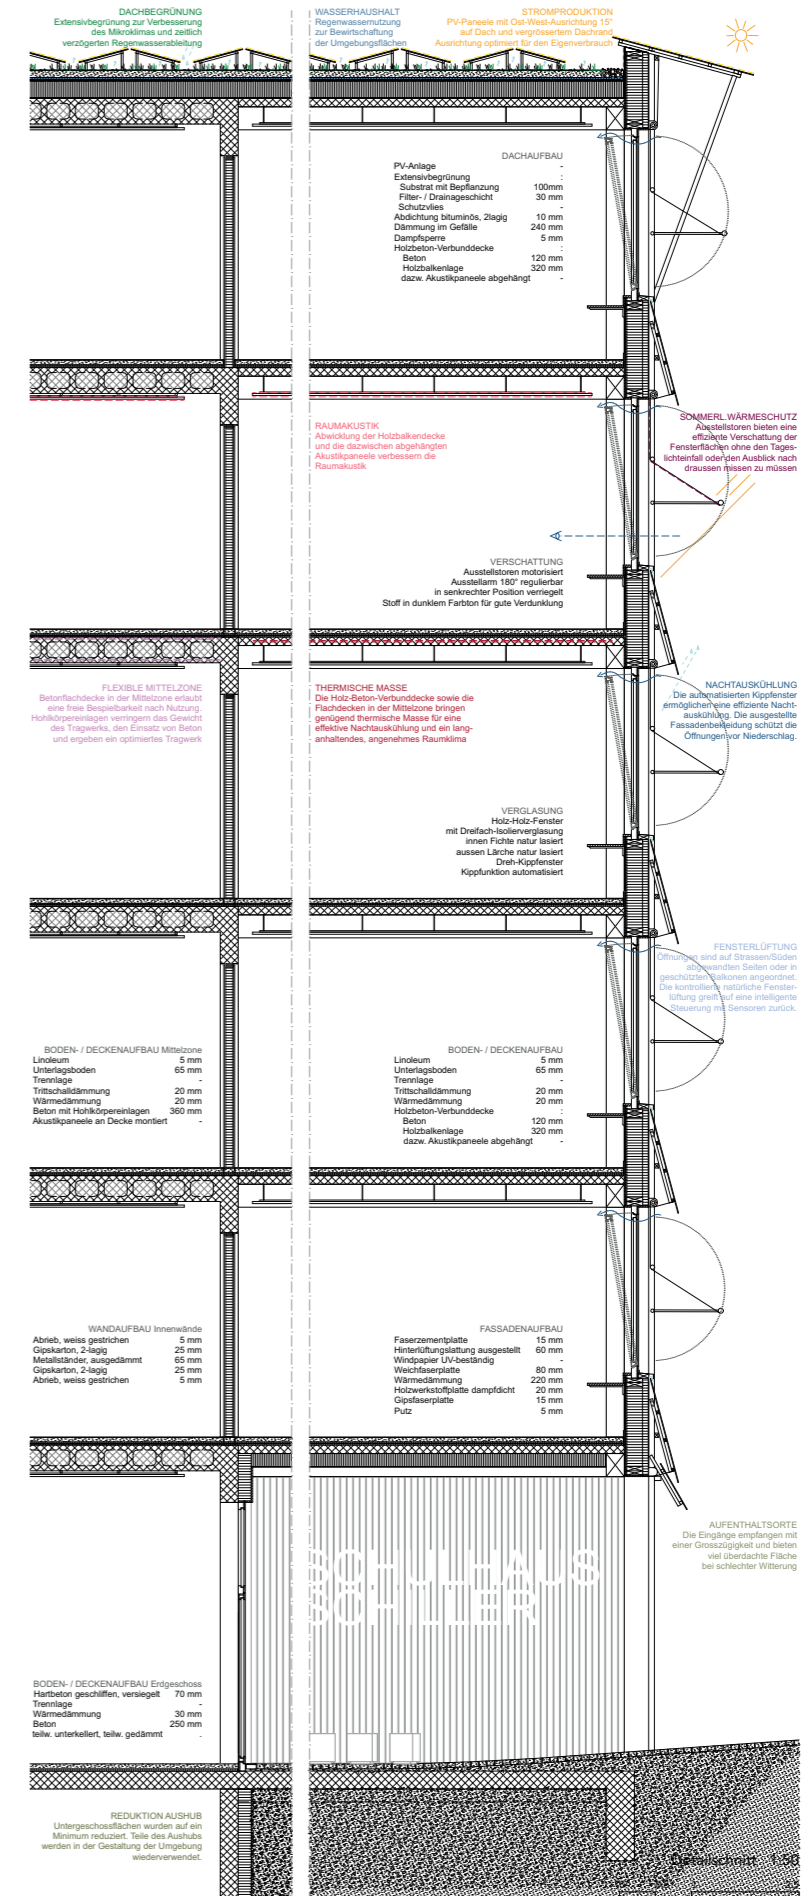 DACHBEGRÜNUNG
Extensivbegrünung zur Verbesserung
des Mikroklimas und zeitlich
verzögerten Regenwasserableitung
WASSERHAUSHALT
Regenwassernutzung
zur Bewirtschaftung
der Umgebungsflächen
STROMPRODUKTION
PV-Paneele mit Ost-West-Ausrichtung 15°
auf Dach und vergrössertem Dachrand
Ausrichtung optimiert für den Eigenverbrauch
DACHAUFBAU
PV-Anlage -
Extensivbegrünung :
Substrat mit Bepflanzung 100mm
Filter- / Drainageschicht 30 mm
Schutzvlies -
Abdichtung bituminös, 2lagig 10 mm
Dämmung im Gefälle 240 mm
Dampfsperre 5 mm
Holzbeton-Verbunddecke :
Beton 120 mm
Holzbalkenlage 320 mm
dazw. Akustikpaneele abgehängt -
RAUMAKUSTIK
Abwicklung der Holzbalkendecke
und die dazwischen abgehängten
Akustikpaneele verbessern die
Raumakustik
SOMMERL.WÄRMESCHUTZ
Ausstellstoren bieten eine
effiziente Verschattung der
Fensterflächen ohne den Tages-
lichteinfall oder den Ausblick nach
draussen missen zu müssen
VERSCHATTUNG
Ausstellstoren motorisiert
Ausstellarm 180° regulierbar
in senkrechter Position verriegelt
Stoff in dunklem Farbton für gute Verdunklung
FLEXIBLE MITTELZONE
Betonflachdecke in der Mittelzone erlaubt
eine freie Bespielbarkeit nach Nutzung.
Hohlkörpereinlagen verringern das Gewicht
des Tragwerks, den Einsatz von Beton
und ergeben ein optimiertes Tragwerk
THERMISCHE MASSE
Die Holz-Beton-Verbunddecke sowie die
Flachdecken in der Mittelzone bringen
genügend thermische Masse für eine
effektive Nachtauskühlung und ein lang-
anhaltendes, angenehmes Raumklima
NACHTAUSKÜHLUNG
Die automatisierten Kippfenster
ermöglichen eine effiziente Nacht-
auskühlung. Die ausgestellte
Fassadenbekleidung schützt die
Öffnungen vor Niederschlag.
VERGLASUNG
Holz-Holz-Fenster
mit Dreifach-Isolierverglasung
innen Fichte natur lasiert
aussen Lärche natur lasiert
Dreh-Kippfenster
Kippfunktion automatisiert
FENSTERLÜFTUNG
Öffnungen sind auf Strassen/Süden
abgewandten Seiten oder in
geschützten Balkonen angeordnet.
Die kontrollierte natürliche Fenster-
lüftung greift auf eine intelligente
Steuerung mit Sensoren zurück.
BODEN- / DECKENAUFBAU Mittelzone
Linoleum 5 mm
Unterlagsboden 65 mm
Trennlage -
Trittschalldämmung 20 mm
Wärmedämmung 20 mm
Beton mit Hohlkörpereinlagen 360 mm
Akustikpaneele an Decke montiert -
BODEN- / DECKENAUFBAU
Linoleum 5 mm
Unterlagsboden 65 mm
Trennlage -
Trittschalldämmung 20 mm
Wärmedämmung 20 mm
Holzbeton-Verbunddecke :
Beton 120 mm
Holzbalkenlage 320 mm
dazw. Akustikpaneele abgehängt -
WANDAUFBAU Innenwände
Abrieb, weiss gestrichen 5 mm
Gipskarton, 2-lagig 25 mm
Metallständer, ausgedämmt 65 mm
Gipskarton, 2-lagig 25 mm
Abrieb, weiss gestrichen 5 mm
FASSADENAUFBAU
Faserzementplatte 15 mm
Hinterlüftungslattung ausgestellt 60 mm
Windpapier UV-beständig -
Weichfaserplatte 80 mm
Wärmedämmung 220 mm
Holzwerkstoffplatte dampfdicht 20 mm
Gipsfaserplatte 15 mm
Putz 5 mm
AUFENTHALTSORTE
Die Eingänge empfangen mit
einer Grosszügigkeit und bieten
viel überdachte Fläche
bei schlechter Witterung
SCHULHAUS
SCHILLER
BODEN- / DECKENAUFBAU Erdgeschoss
Hartbeton geschliffen, versiegelt 70 mm
Trennlage -
Wärmedämmung 30 mm
Beton 250 mm
teilw. unterkellert, teilw. gedämmt .
REDUKTION AUSHUB
Untergeschossflächen wurden auf ein
Minimum reduziert. Teile des Aushubs
werden in der Gestaltung der Umgebung
wiederverwendet.
Detailschnitt 1:50